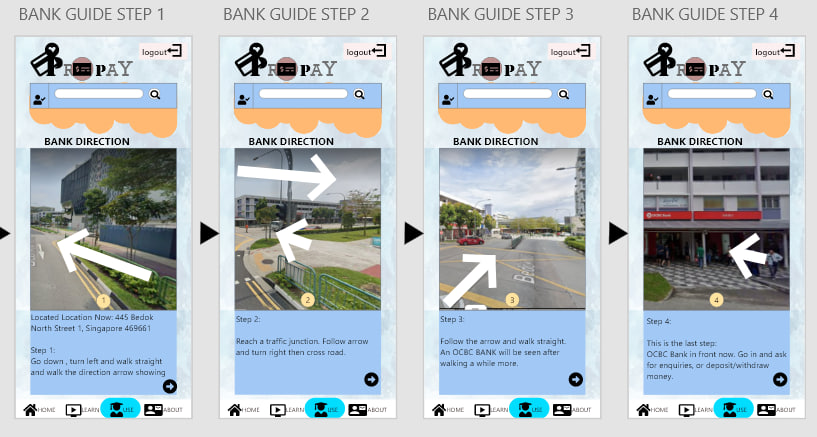 BANK GUIDE STEP 1
logout
PROPAY
BANK DIRECTION
1
Located Location Now: 445 Bedok
North Street 1, Singapore 469661
Step 1:
Go down , turn left and walk straight
and walk the direction arrow showing
HOME LEARN USE ABOUT
BANK GUIDE STEP 2
logout
PROPAY
BANK DIRECTION
2
Step 2:
Reach a traffic junction. Follow arrow
and turn right then cross road.
HOME LEARN USE ABOUT
BANK GUIDE STEP 3
logout
PROPAY
BANK DIRECTION
3
Step 3:
Follow the arrow and walk straight.
An OCBC BANK will be seen after
walking a while more.
HOME LEARN USE ABOUT
BANK GUIDE STEP 4
logout
PROPAY
BANK DIRECTION
OCBC Bank
4
Step 4:
This is the last step:
OCBC Bank in front now. Go in and ask
for enquiries, or deposit/withdraw
money.
HOME LEARN USE ABOUT